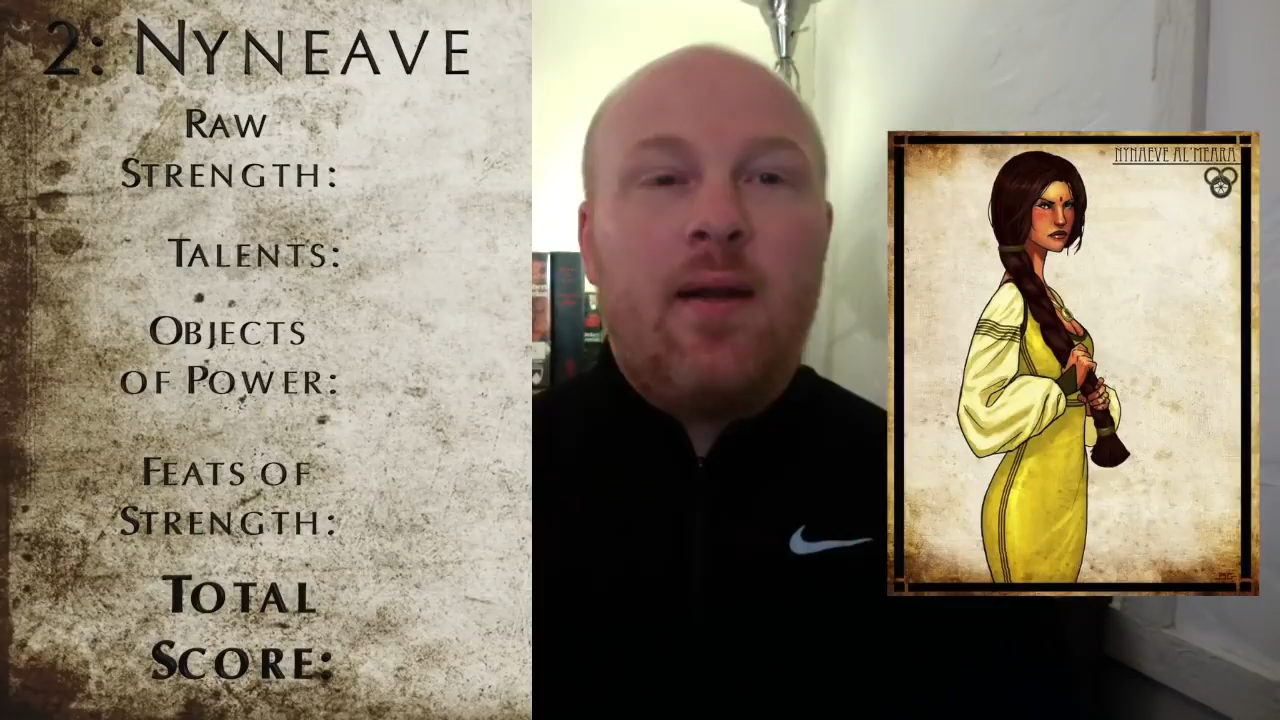 2: NYNEAVE
RAW
STRENGTH:
TALENTS:
OBJECTS
OF POWER:
FEATS OF
STRENGTH:
TOTAL
SCORE:
NYNAEVE AL'MEARA